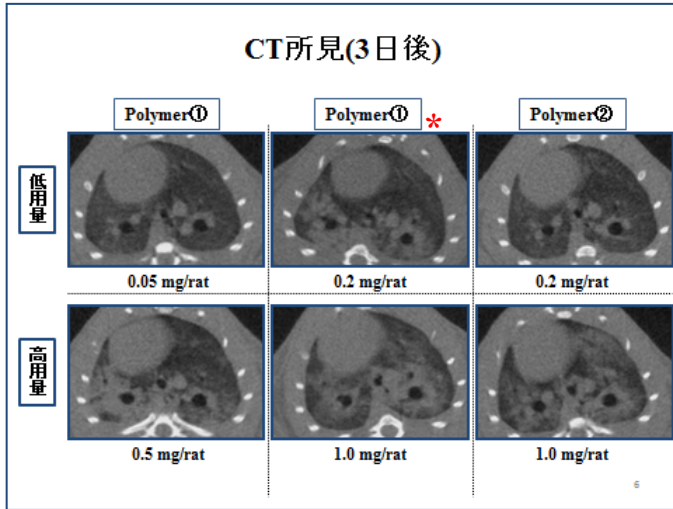 CT所見(3日後)
Polymer①
Polymer①
*
Polymer②
低用量
0.05 mg/rat
0.2 mg/rat
0.2 mg/rat
高用量
0.5 mg/rat
1.0 mg/rat
1.0 mg/rat
6